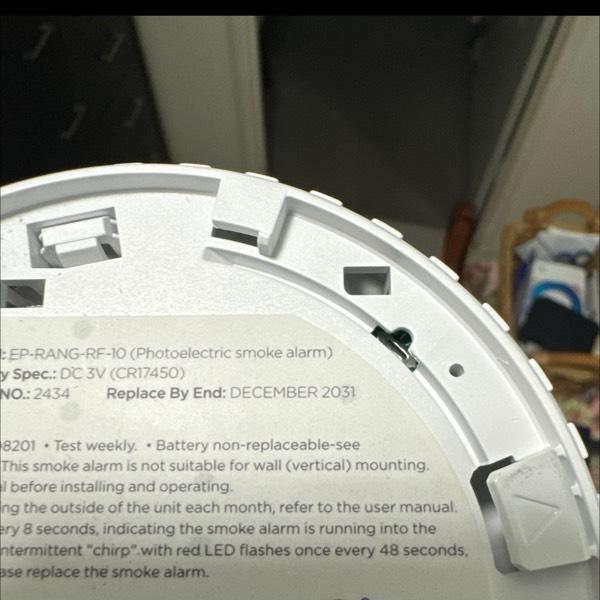 : EP-RANG-RF-10 (Photoelectric smoke alarm)
y Spec.: DC 3V (CR17450)
NO.: 2434 Replace By End: DECEMBER 2031
8201 • Test weekly. • Battery non-replaceable-see
This smoke alarm is not suitable for wall (vertical) mounting.
l before installing and operating.
ing the outside of the unit each month, refer to the user manual.
ery 8 seconds, indicating the smoke alarm is running into the
ntermittent "chirp" with red LED flashes once every 48 seconds,
ase replace the smoke alarm.